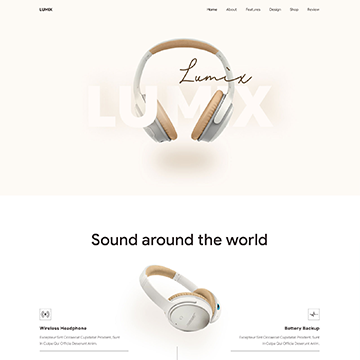 LUMIX
Home About Features Design Shop Review
Lumix
LUMIX
Sound around the world
Wireless Headphone
Excepteur Sint Occaecat Cupidatat Proident, Sunt
In Culpa Qui Officia Deserunt Anim.
Battery Backup
Excepteur Sint Occaecat Cupidatat Proident, Sunt
In Culpa Qui Officia Deserunt Anim.